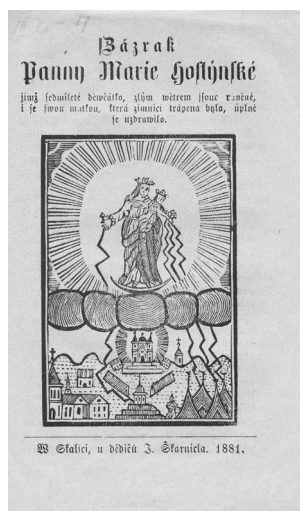 Zázrak
Panny Marie Hostýnské
jímž sedmileté děwčátko, zlým wětrem jsouc raněné,
i se swou matkou, která zimnicí trápena byla, úplně
se uzdrawilo.
W Skalici, u dědičů J. Škarnicla. 1881.